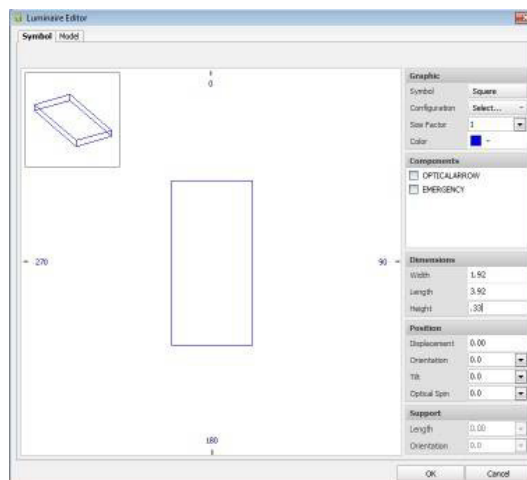 Luminaire Editor
Symbol Model
0
- 270
90 -
180
Graphic
Symbol Square
Configuration Select...
Size Factor 1
Color
Components
OPTICALARROW
EMERGENCY
Dimensions
Width 1.92
Length 3.92
Height .33
Position
Displacement 0.00
Orientation 0.0
Tilt 0.0
Optical Spin 0.0
Support
Length 0.00
Orientation 0.0
OK Cancel